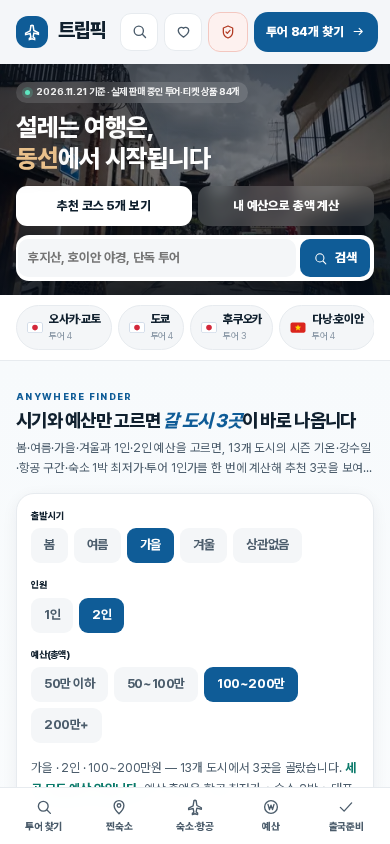 트립픽
투어 84개 찾기 →
2026.11.21 기준 · 실제 판매 중인 투어·티켓 상품 84개
설레는 여행은,
동선에서 시작됩니다
추천 코스 5개 보기
내 예산으로 총액 계산
후지산, 호이안 야경, 단독 투어
검색
오사카·교토
투어 4
도쿄
투어 4
후쿠오카
투어 3
다낭·호이안
투어 4
ANYWHERE FINDER
시기와 예산만 고르면 갈 도시 3곳이 바로 나옵니다
봄·여름·가을·겨울과 1인·2인 예산을 고르면, 13개 도시의 시즌 기온·강수일
·항공 구간·숙소 1박 최저가·투어 1인가를 한 번에 계산해 추천 3곳을 보여...
출발시기
봄
여름
가을
겨울
상관없음
인원
1인
2인
예산(총액)
50만 이하
50~100만
100~200만
200만+
가을 · 2인 · 100~200만원 — 13개 도시에서 3곳을 골랐습니다. 세
투어 찾기
찐숙소
숙소·항공
예산
출국준비